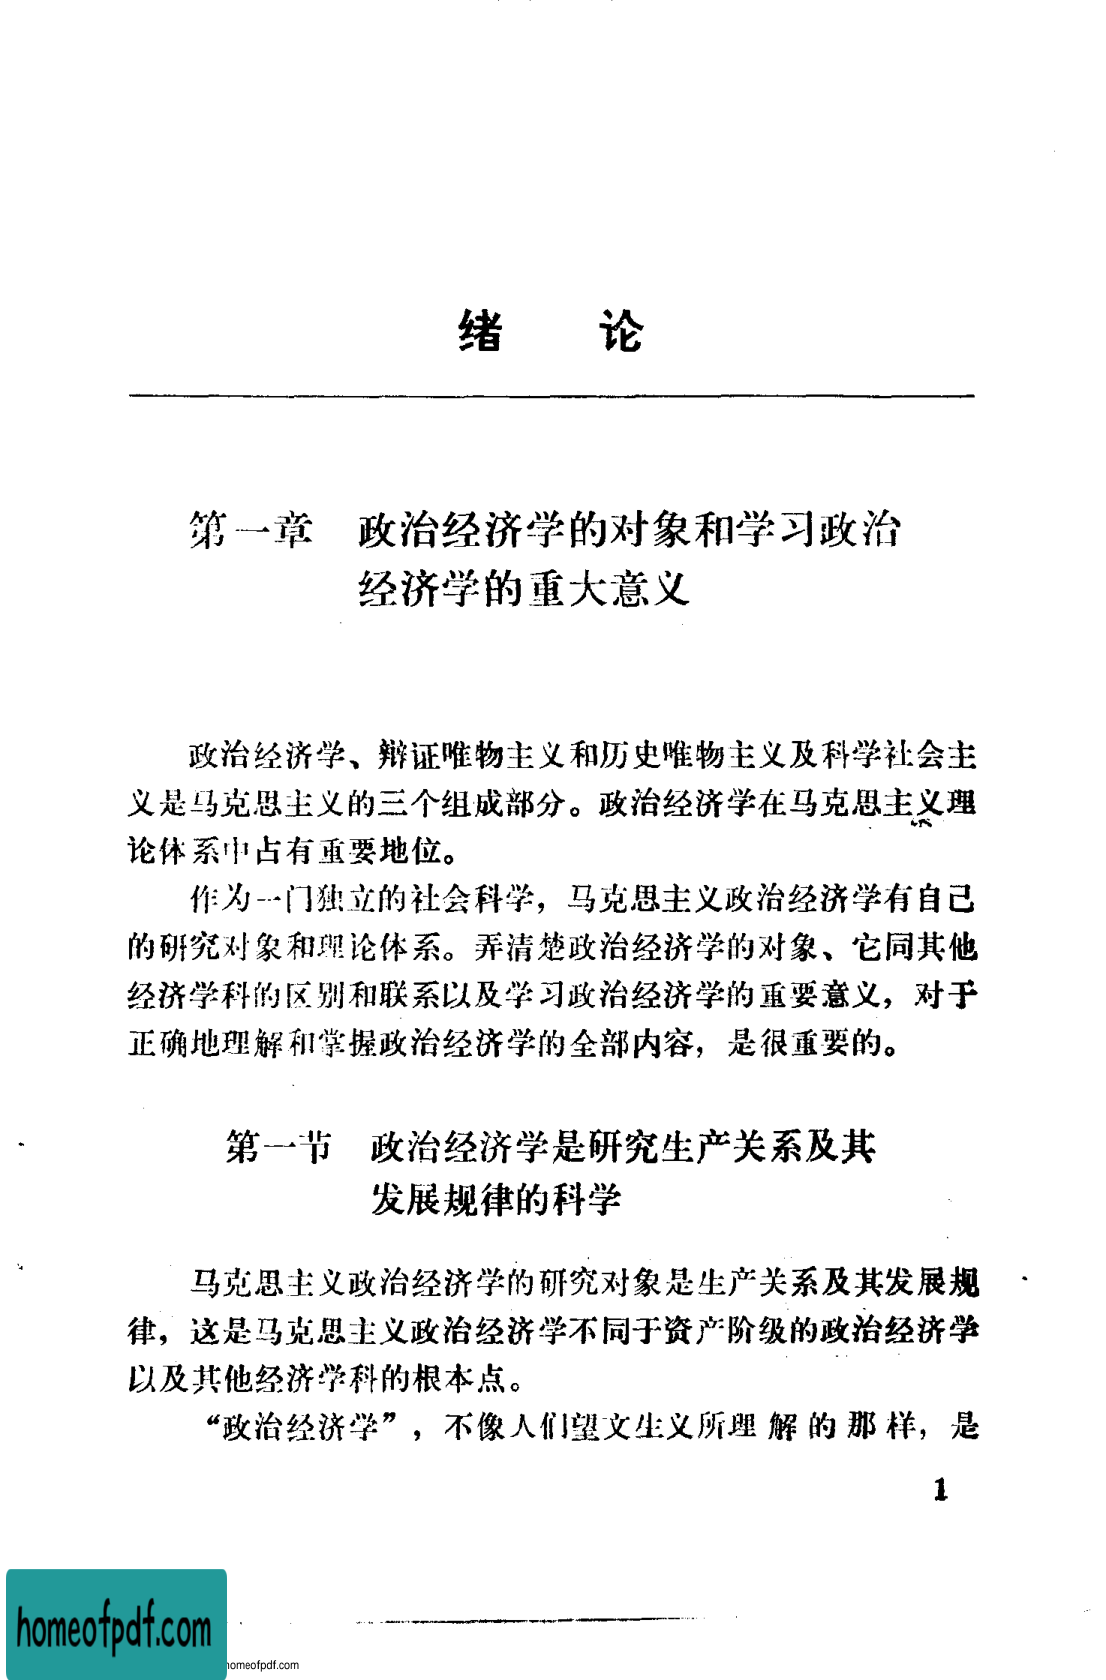 绪 论
第一章 政治经济学的对象和学习政治
经济学的重大意义
政治经济学、辩证唯物主义和历史唯物主义及科学社会主
义是马克思主义的三个组成部分。政治经济学在马克思主义理
论体系中占有重要地位。
作为一门独立的社会科学，马克思主义政治经济学有自己
的研究对象和理论体系。弄清楚政治经济学的对象、它同其他
经济学科的区别和联系以及学习政治经济学的重要意义，对于
正确地理解和掌握政治经济学的全部内容，是很重要的。
第一节 政治经济学是研究生产关系及其
发展规律的科学
马克思主义政治经济学的研究对象是生产关系及其发展规
律，这是马克思主义政治经济学不同于资产阶级的政治经济学
以及其他经济学科的根本点。
“政治经济学”，不像人们望文生义所理解的那样，是
1
homeofpdf.com
homeofpdf.com